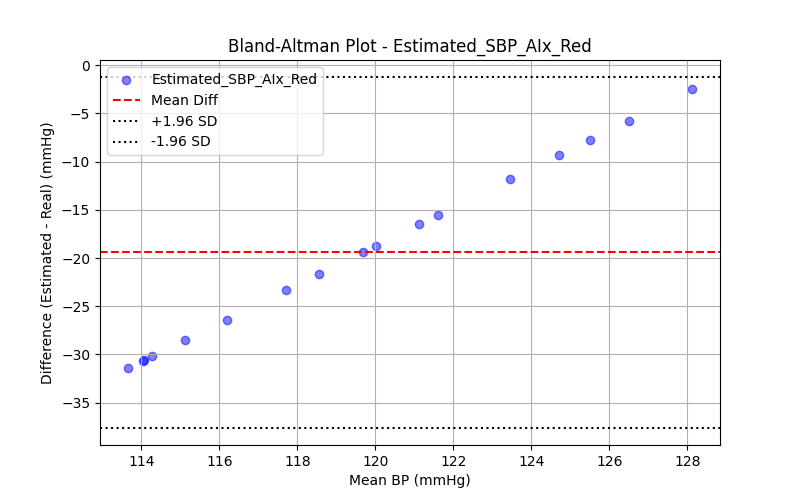 Bland-Altman Plot - Estimated_SBP_AIx_Red
Difference (Estimated - Real) (mmHg)
0
−5
−10
−15
−20
−25
−30
−35
Estimated_SBP_AIx_Red
Mean Diff
+1.96 SD
-1.96 SD
114 116 118 120 122 124 126 128
Mean BP (mmHg)